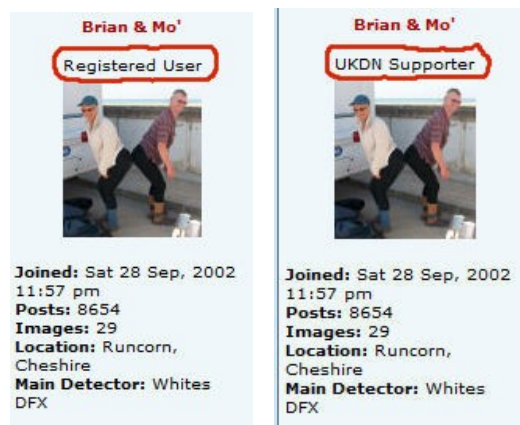 Brian & Mo'
Registered User
Joined: Sat 28 Sep, 2002
11:57 pm
Posts: 8654
Images: 29
Location: Runcorn,
Cheshire
Main Detector: Whites
DFX
Brian & Mo'
UKDN Supporter
Joined: Sat 28 Sep, 2002
11:57 pm
Posts: 8654
Images: 29
Location: Runcorn,
Cheshire
Main Detector: Whites
DFX